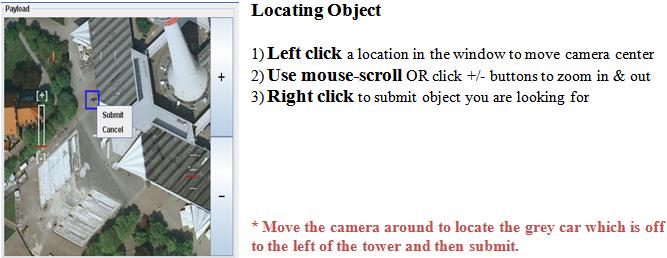 Payload
Locating Object
1) Left click a location in the window to move camera center
2) Use mouse-scroll OR click +/- buttons to zoom in & out
3) Right click to submit object you are looking for
[+]
+
Submit
Cancel
[-]
-
* Move the camera around to locate the grey car which is off
to the left of the tower and then submit.